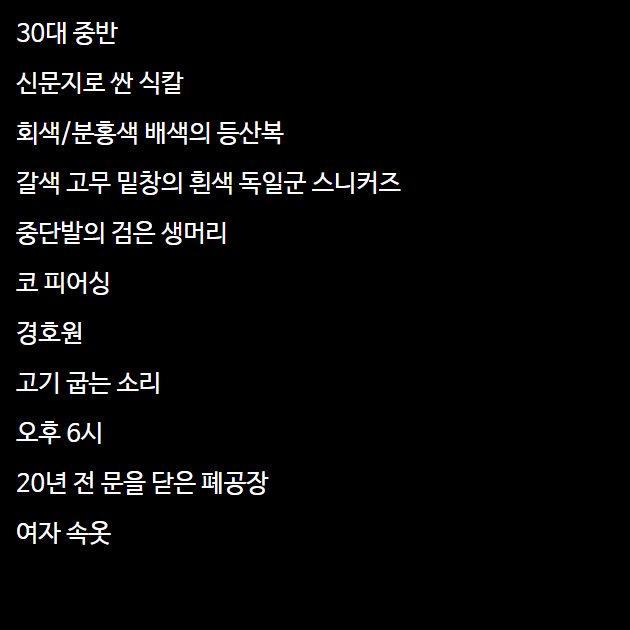 30대 중반
신문지로 싼 식칼
회색/분홍색 배색의 등산복
갈색 고무 밑창의 흰색 독일군 스니커즈
중단발의 검은 생머리
코 피어싱
경호원
고기 굽는 소리
오후 6시
20년 전 문을 닫은 폐공장
여자 속옷